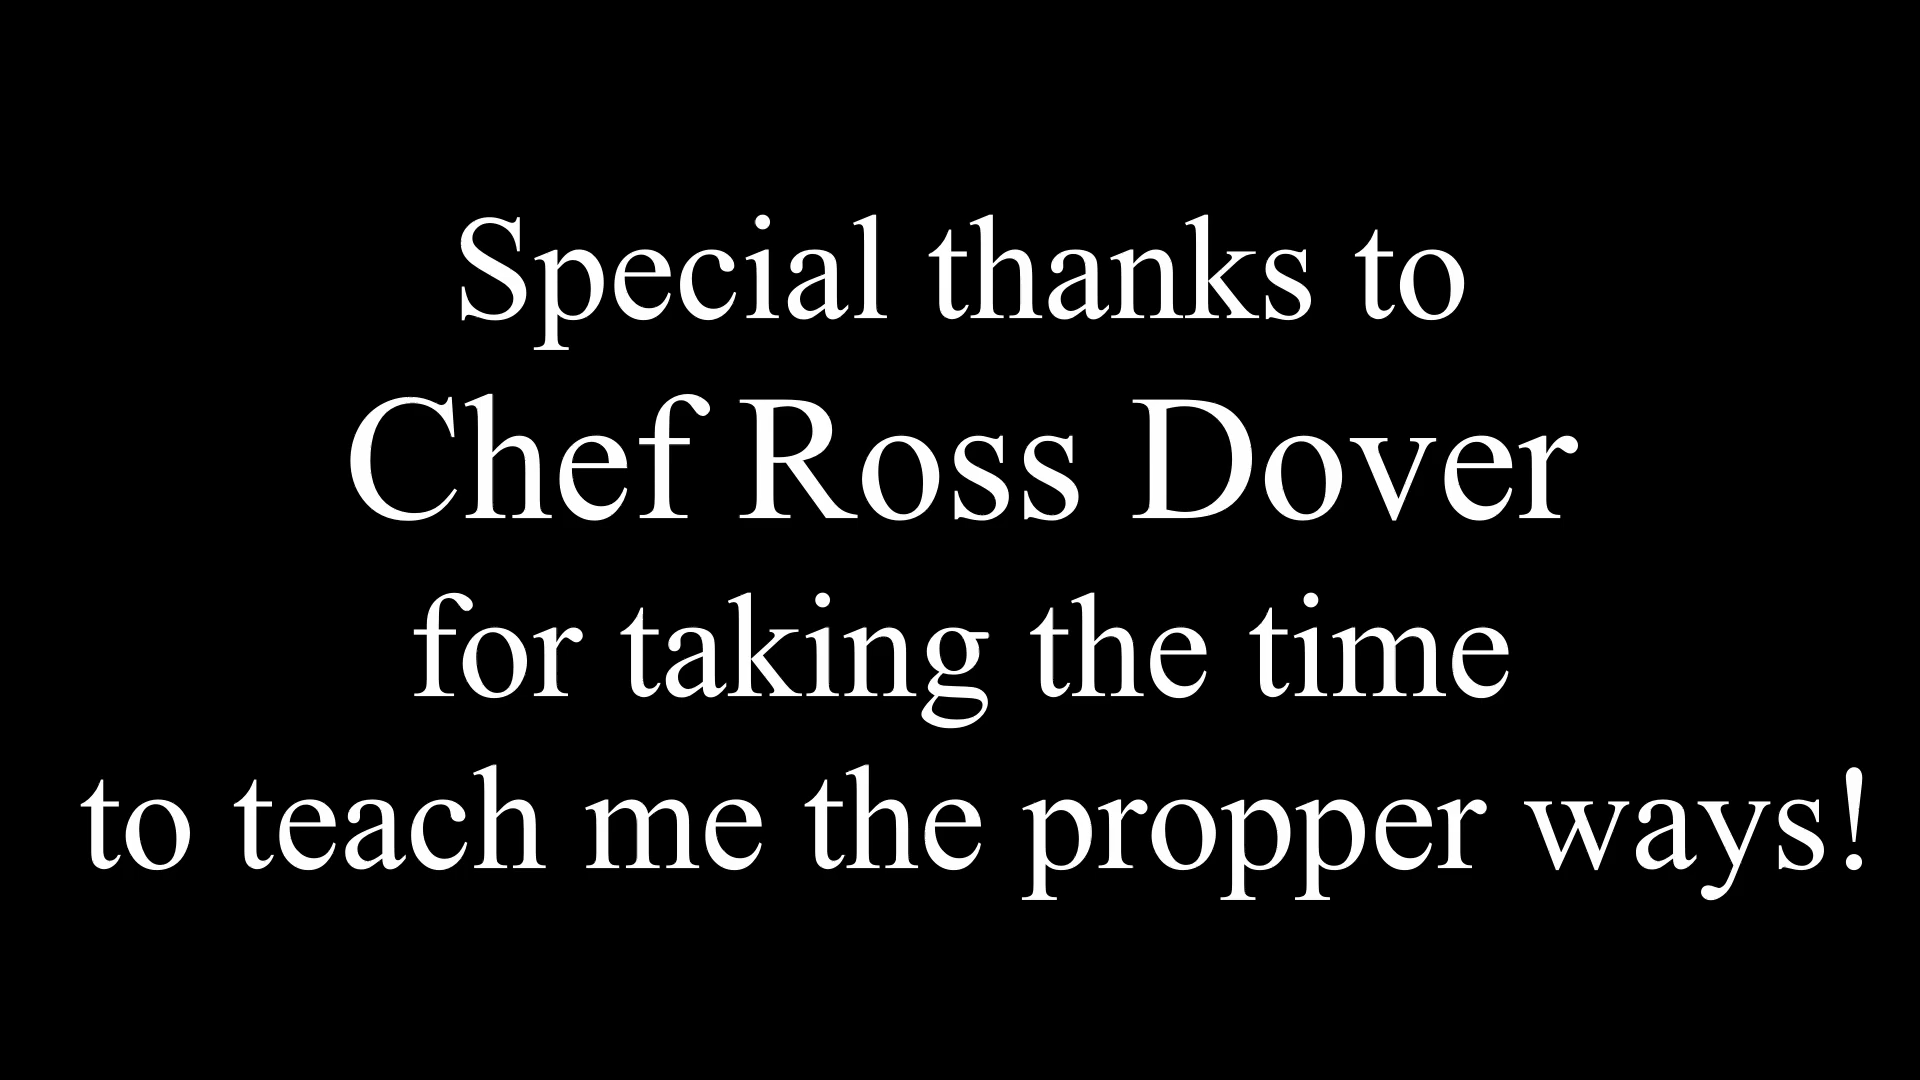 Special thanks to
Chef Ross Dover
for taking the time
to teach me the propper ways!